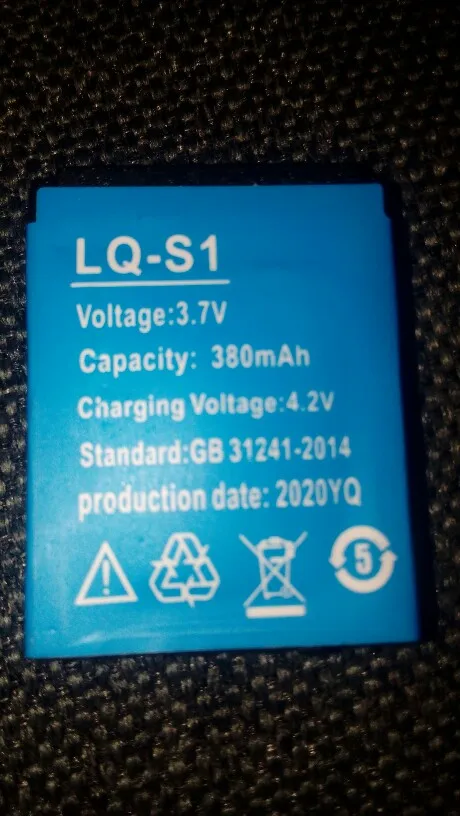 LQ-S1
Voltage:3.7V
Capacity: 380mAh
Charging Voltage:4.2V
Standard:GB 31241-2014
production date: 2020YQ
5